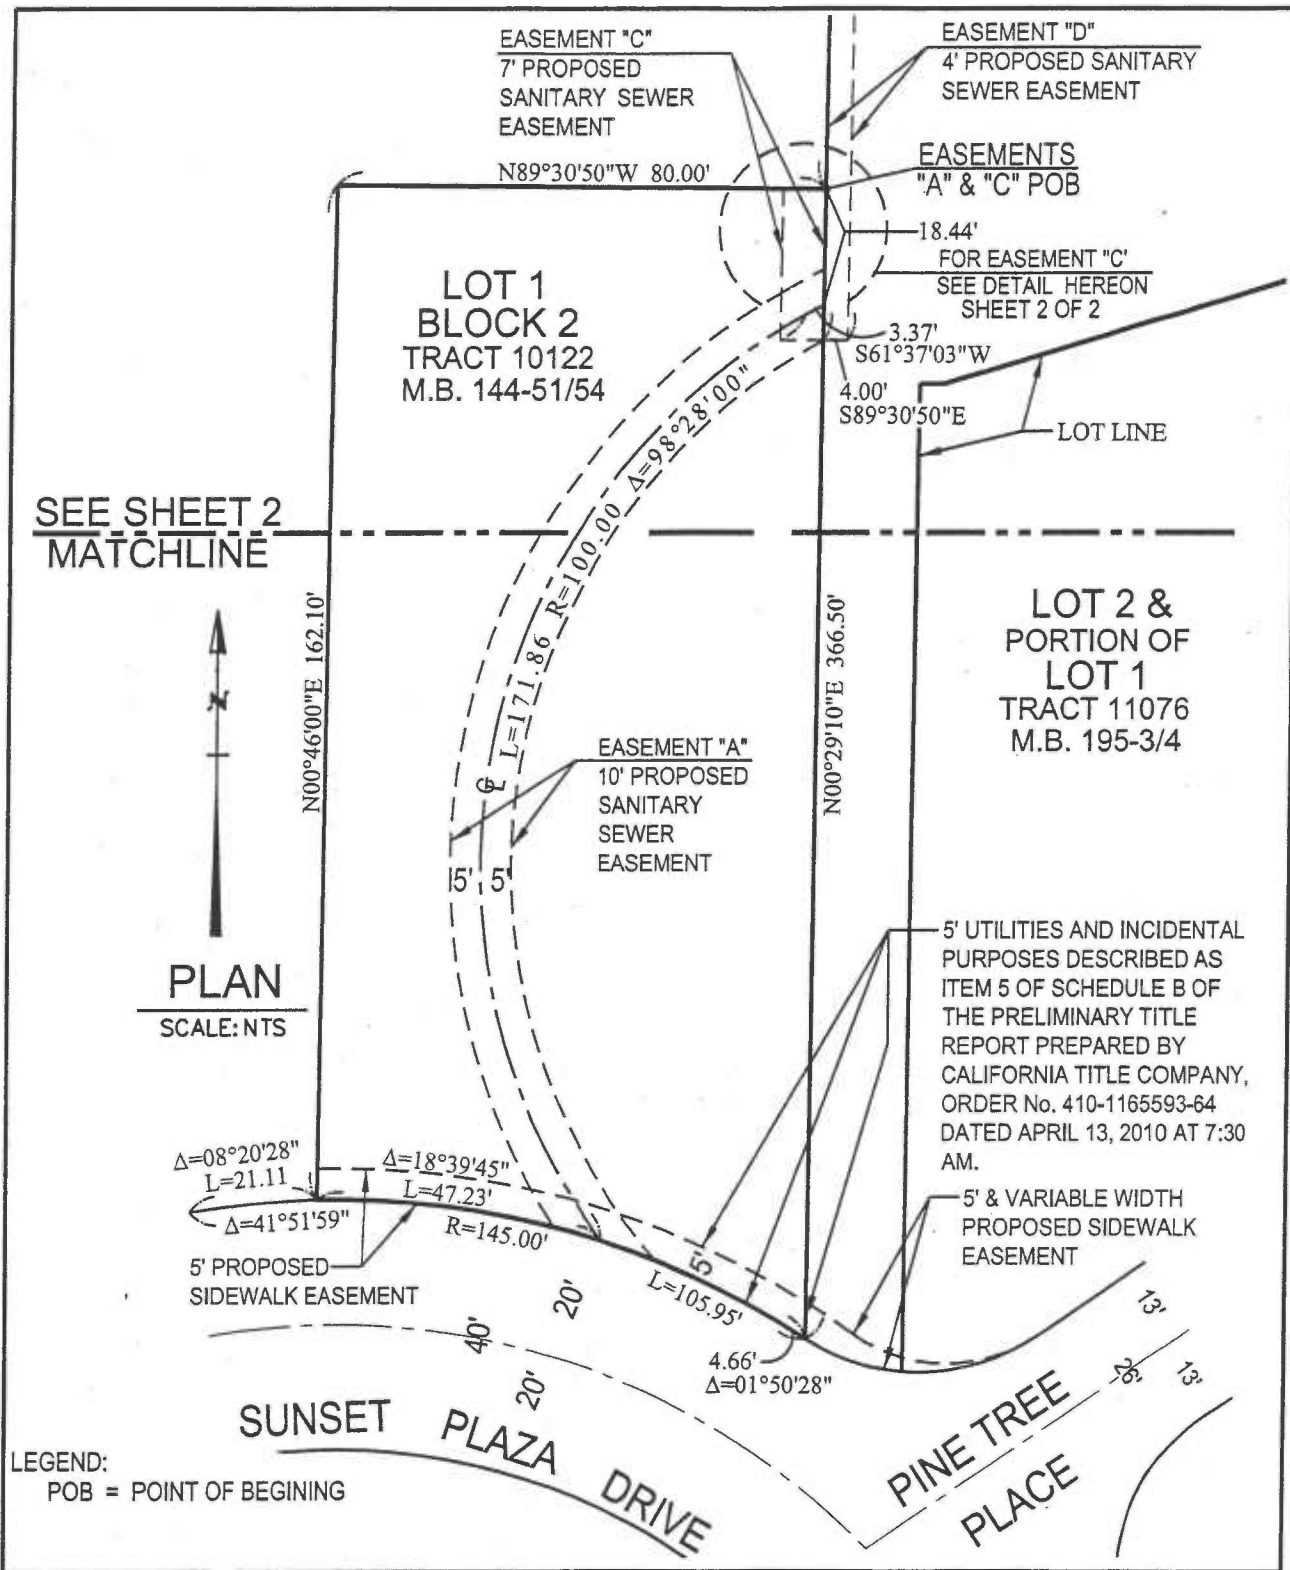 EASEMENT "C"
7' PROPOSED
SANITARY SEWER
EASEMENT
EASEMENT "D"
4' PROPOSED SANITARY
SEWER EASEMENT
N89°30'50"W 80.00'
EASEMENTS
"A" & "C" POB
18.44'
FOR EASEMENT "C'
SEE DETAIL HEREON
SHEET 2 OF 2
LOT 1
BLOCK 2
TRACT 10122
M.B. 144-51/54
3.37'
S61°37'03"W
4.00'
S89°30'50"E
LOT LINE
SEE SHEET 2
MATCHLINE
L=171.86 R=100.00 Δ=98°28'00"
N00°46'00"E 162.10'
N00°29'10"E 366.50'
LOT 2 &
PORTION OF
LOT 1
TRACT 11076
M.B. 195-3/4
N
EASEMENT "A"
10' PROPOSED
SANITARY
SEWER
EASEMENT
5' 5'
PLAN
SCALE: NTS
5' UTILITIES AND INCIDENTAL
PURPOSES DESCRIBED AS
ITEM 5 OF SCHEDULE B OF
THE PRELIMINARY TITLE
REPORT PREPARED BY
CALIFORNIA TITLE COMPANY,
ORDER No. 410-1165593-64
DATED APRIL 13, 2010 AT 7:30
AM.
Δ=08°20'28"
L=21.11
Δ=41°51'59"
Δ=18°39'45"
L=47.23'
R=145.00'
5' PROPOSED
SIDEWALK EASEMENT
5'
L=105.95'
5' & VARIABLE WIDTH
PROPOSED SIDEWALK
EASEMENT
4.66'
Δ=01°50'28"
20'
40'
20'
13'
26'
13'
SUNSET PLAZA DRIVE
PINE TREE
PLACE
LEGEND:
POB = POINT OF BEGINING